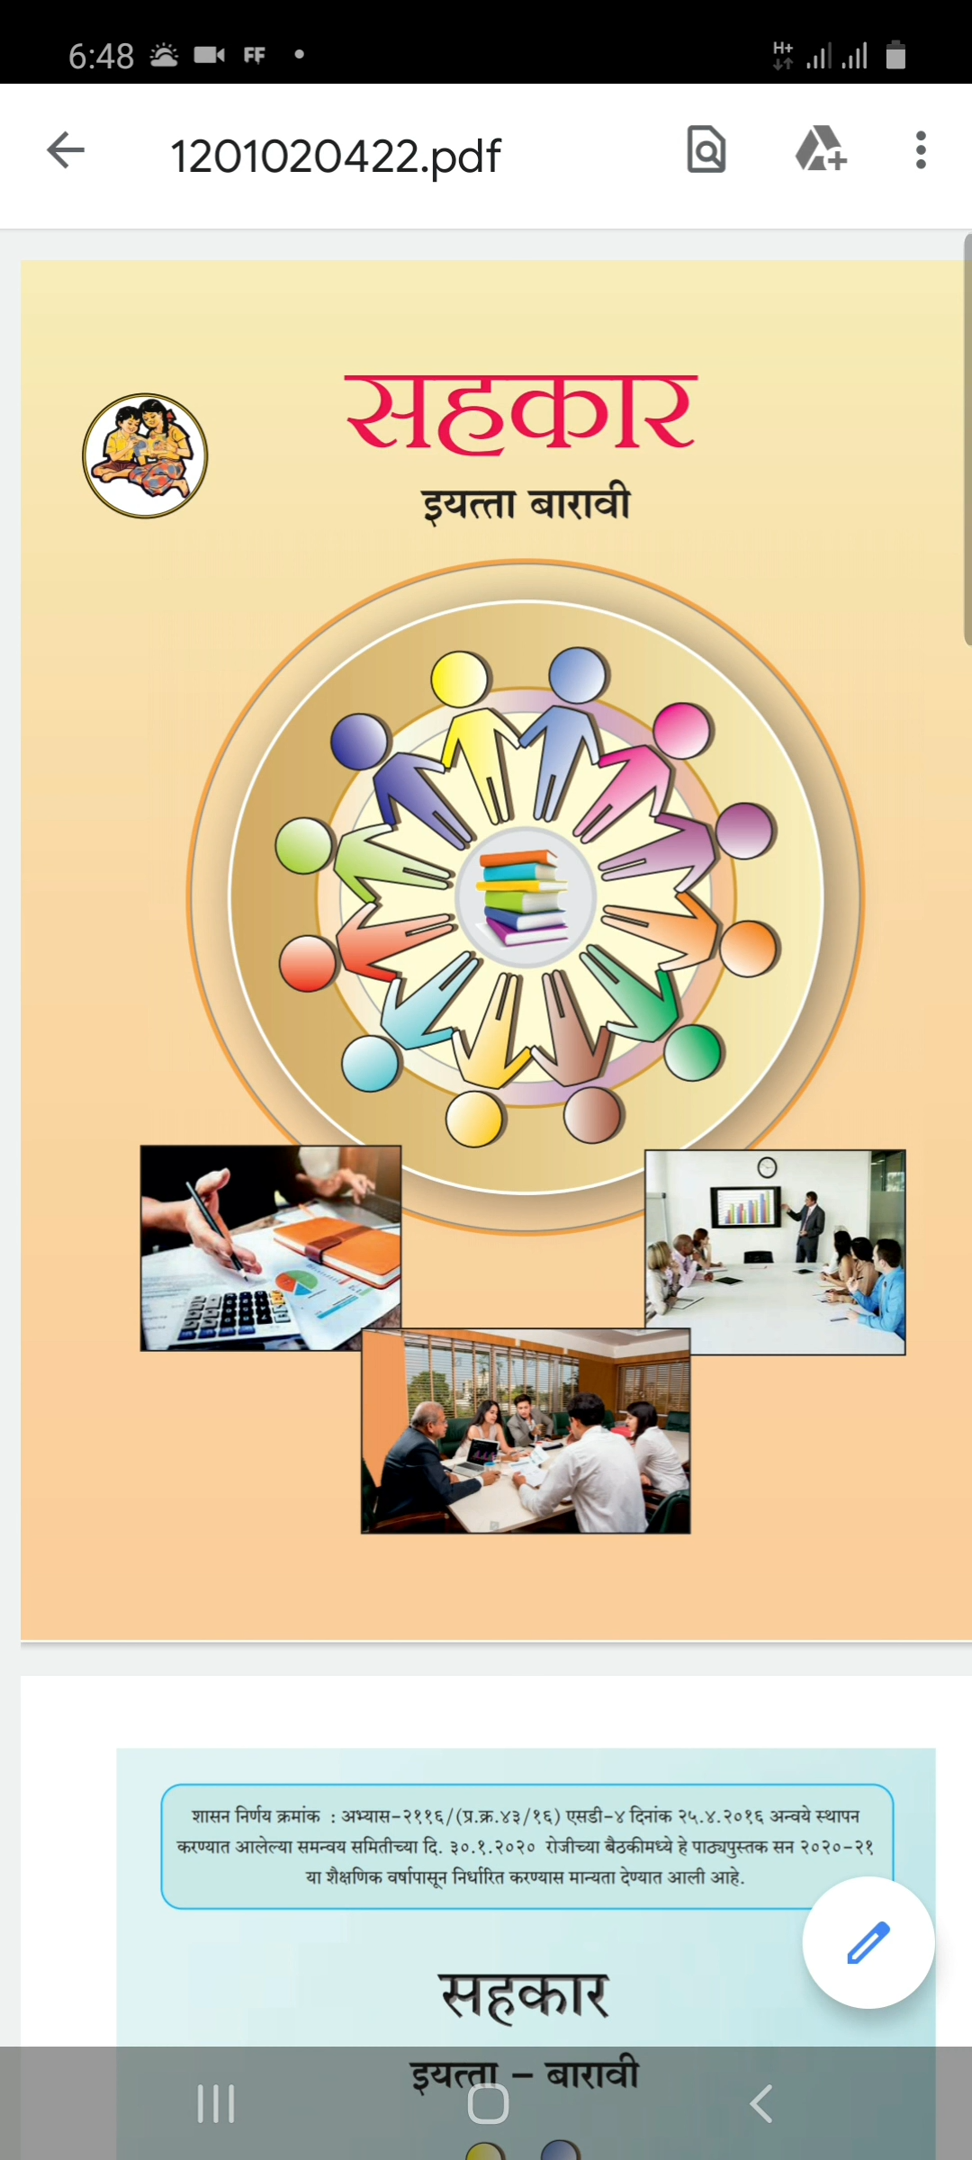 6:48 FF H+
1201020422.pdf
सहकार
इयत्ता बारावी
शासन निर्णय क्रमांक : अभ्यास-२११६/(प्र.क्र.४३/१६) एसडी-४ दिनांक २५.४.२०१६ अन्वये स्थापन
करण्यात आलेल्या समन्वय समितीच्या दि. ३०.१.२०२० रोजीच्या बैठकीमध्ये हे पाठ्यपुस्तक सन २०२०-२१
या शैक्षणिक वर्षापासून निर्धारित करण्यास मान्यता देण्यात आली आहे.
सहकार
इयत्ता - बारावी